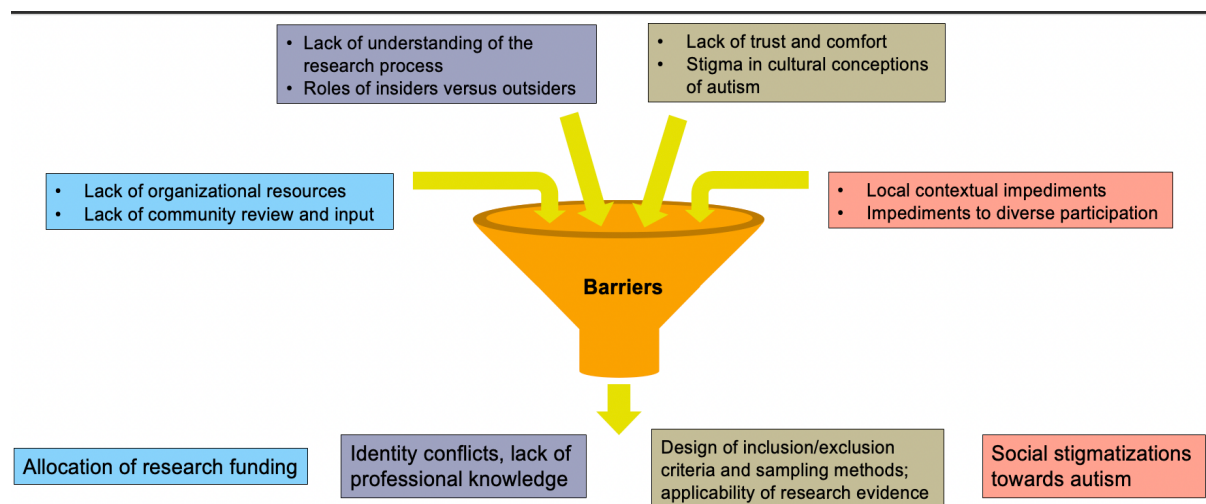 • Lack of understanding of the
research process
• Roles of insiders versus outsiders
• Lack of trust and comfort
• Stigma in cultural conceptions
of autism
• Lack of organizational resources
• Lack of community review and input
• Local contextual impediments
• Impediments to diverse participation
Barriers
Allocation of research funding
Identity conflicts, lack of
professional knowledge
Design of inclusion/exclusion
criteria and sampling methods;
applicability of research evidence
Social stigmatizations
towards autism